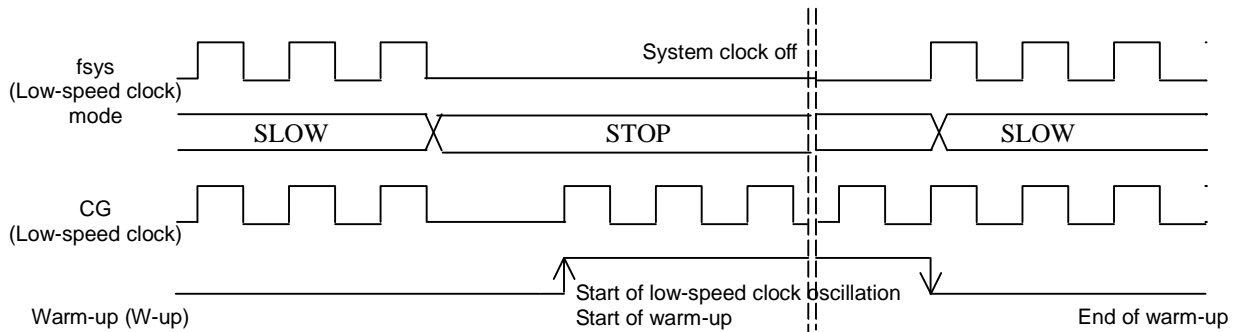 System clock off
fsys
(Low-speed clock)
mode
SLOW
STOP
SLOW
CG
(Low-speed clock)
Start of low-speed clock oscillation
Start of warm-up
Warm-up (W-up)
End of warm-up